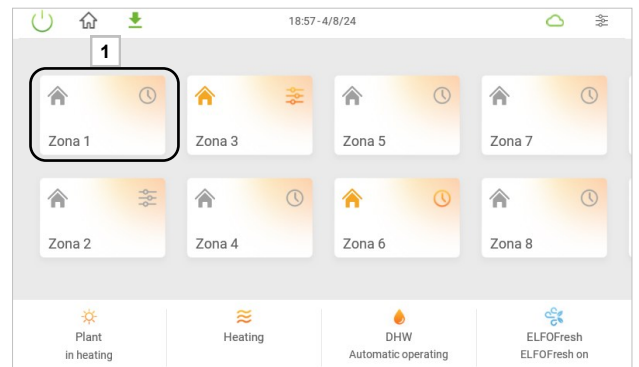 18:57-4/8/24
1
Zona 1
Zona 3
Zona 5
Zona 7
Zona 2
Zona 4
Zona 6
Zona 8
Plant
in heating
Heating
DHW
Automatic operating
ELFOFresh
ELFOFresh on